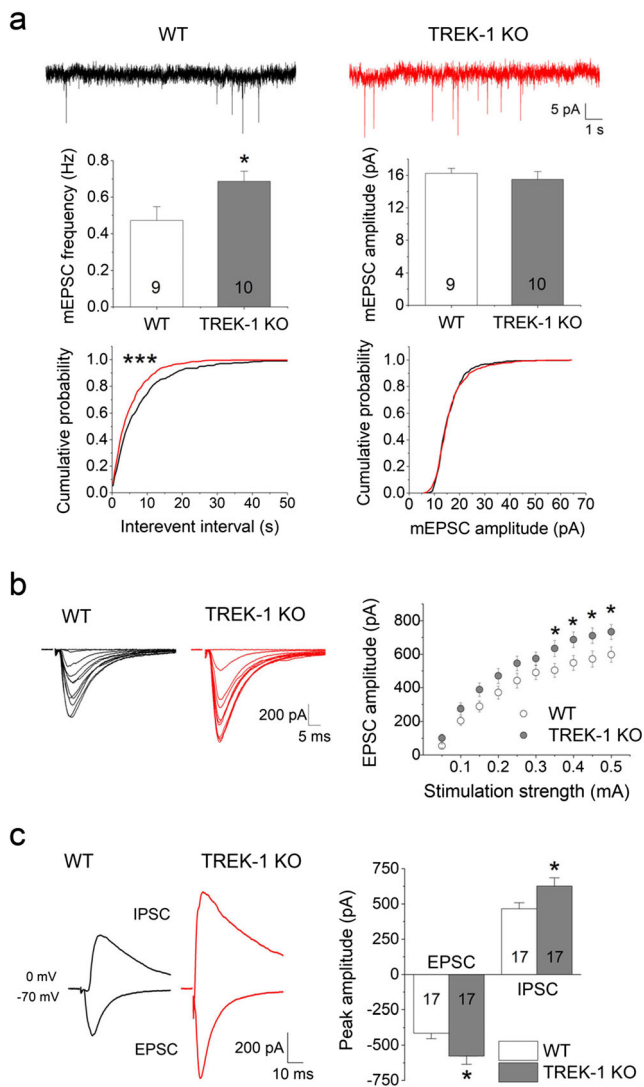 a
WT
TREK-1 KO
5 pA
1 s
mEPSC frequency (Hz)
0.8
0.6
0.4
0.2
0.0
*
9
10
WT
TREK-1 KO
mEPSC amplitude (pA)
16
12
8
4
0
9
10
WT
TREK-1 KO
Cumulative probability
1.0
0.8
0.6
0.4
0.2
0.0
***
0 10 20 30 40 50
Interevent interval (s)
Cumulative probability
1.0
0.8
0.6
0.4
0.2
0.0
0 10 20 30 40 50 60 70
mEPSC amplitude (pA)
b
WT
TREK-1 KO
200 pA
5 ms
EPSC amplitude (pA)
800
600
400
200
0
* * * *
WT
TREK-1 KO
0.1 0.2 0.3 0.4 0.5
Stimulation strength (mA)
c
WT
TREK-1 KO
IPSC
0 mV
-70 mV
EPSC
200 pA
10 ms
Peak amplitude (pA)
750
500
250
0
-250
-500
-750
*
EPSC
17 17
17 17
IPSC
*
WT
TREK-1 KO